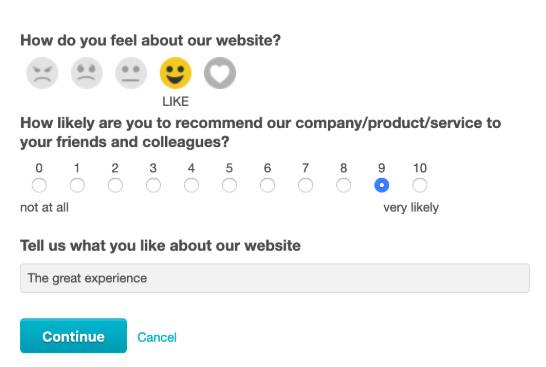 How do you feel about our website?
LIKE
How likely are you to recommend our company/product/service to
your friends and colleagues?
0 1 2 3 4 5 6 7 8 9 10
not at all very likely
Tell us what you like about our website
The great experience
Continue Cancel